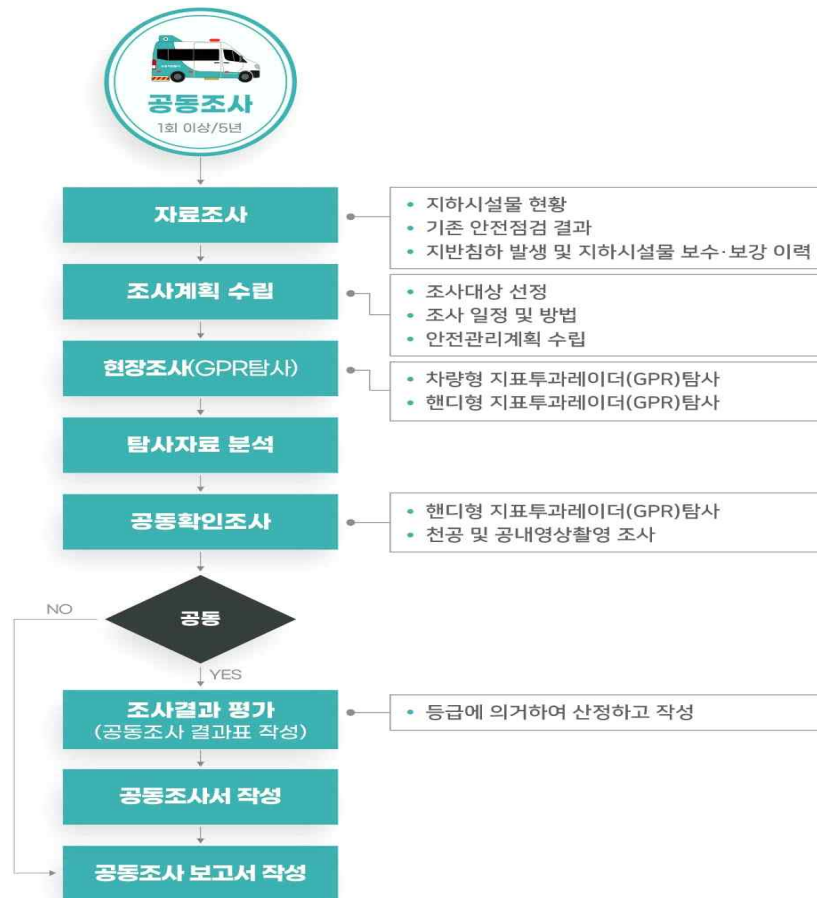 공동조사
1회 이상/5년
자료조사
• 지하시설물 현황
• 기존 안전점검 결과
• 지반침하 발생 및 지하시설물 보수·보강 이력
조사계획 수립
• 조사대상 선정
• 조사 일정 및 방법
• 안전관리계획 수립
현장조사(GPR탐사)
• 차량형 지표투과레이더(GPR)탐사
• 핸디형 지표투과레이더(GPR)탐사
탐사자료 분석
공동확인조사
• 핸디형 지표투과레이더(GPR)탐사
• 천공 및 공내영상촬영 조사
공동
NO
YES
조사결과 평가
(공동조사 결과표 작성)
• 등급에 의거하여 산정하고 작성
공동조사서 작성
공동조사 보고서 작성